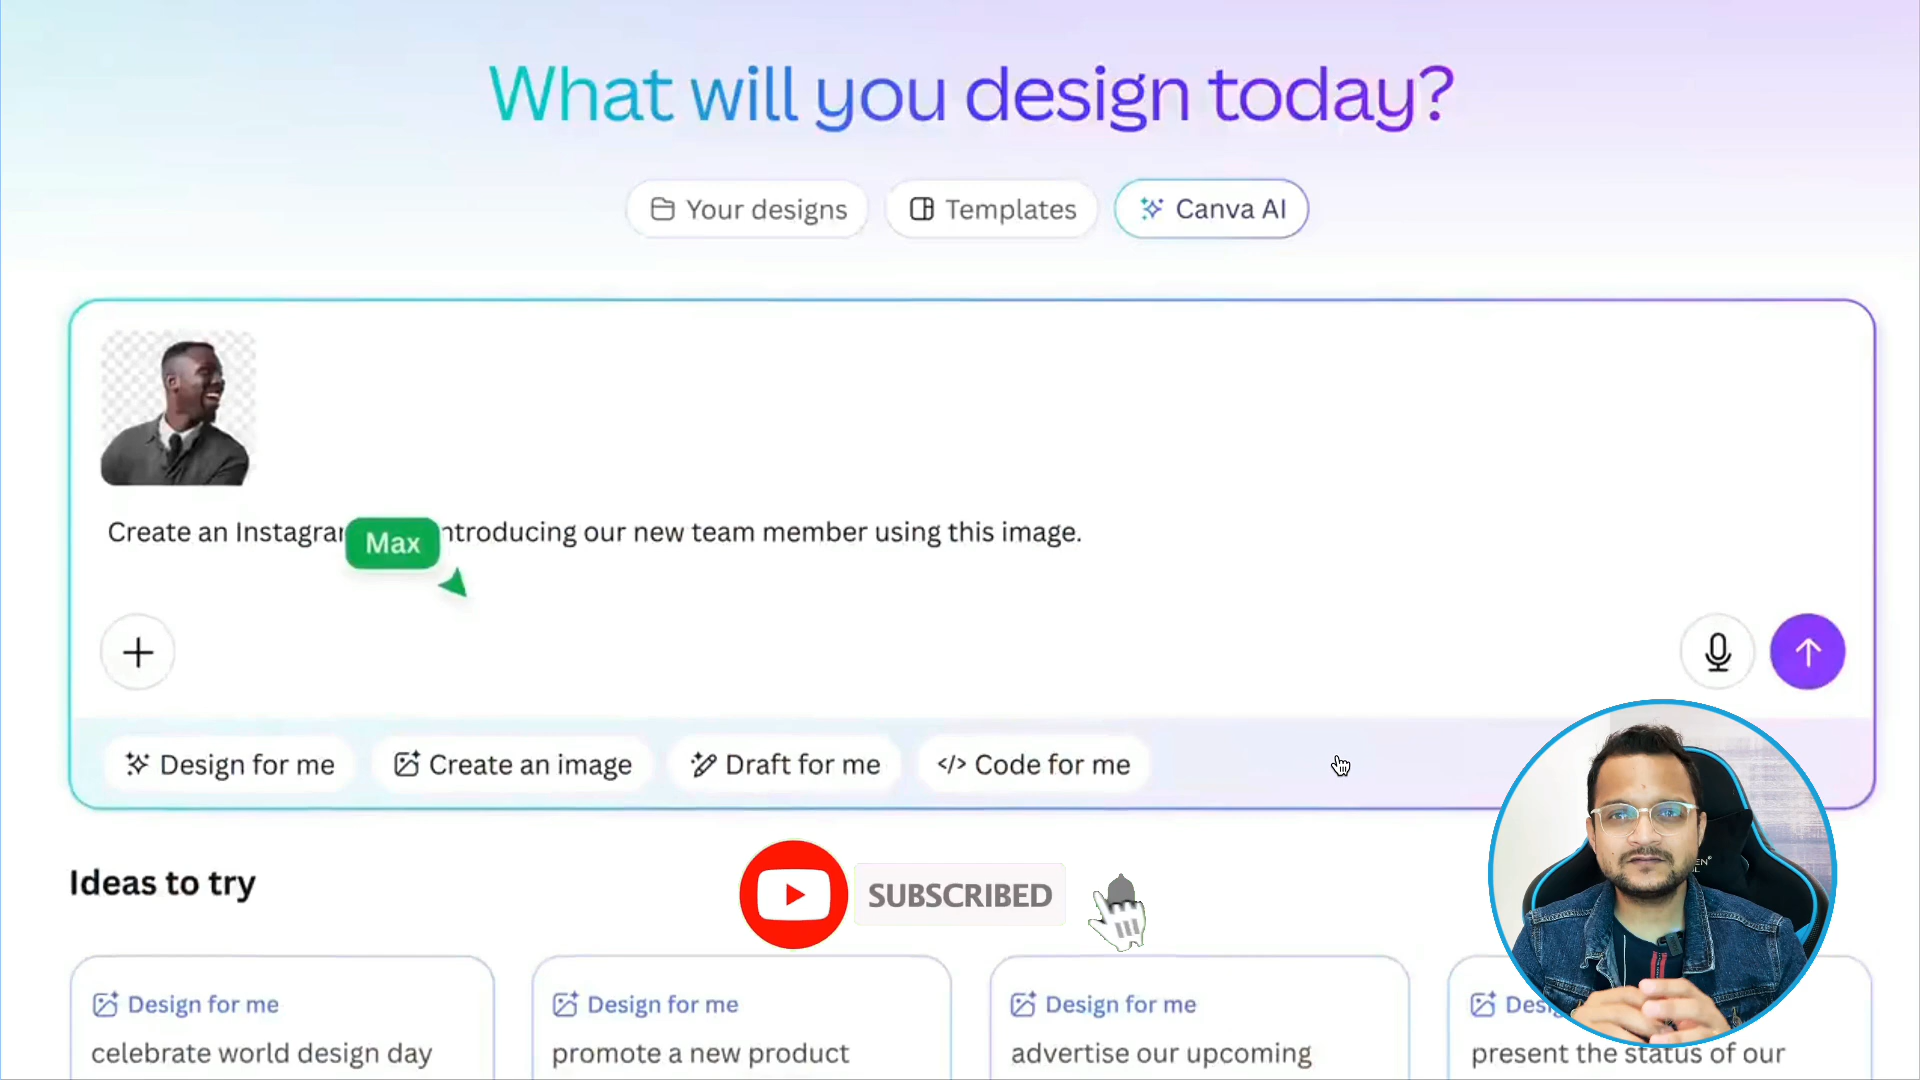 What will you design today?
Your designs
Templates
Canva AI
Create an Instagram
Max
ntroducing our new team member using this image.
Design for me
Create an image
Draft for me
</> Code for me
Ideas to try
SUBSCRIBED
Design for me
celebrate world design day
Design for me
promote a new product
Design for me
advertise our upcoming
present the status of our